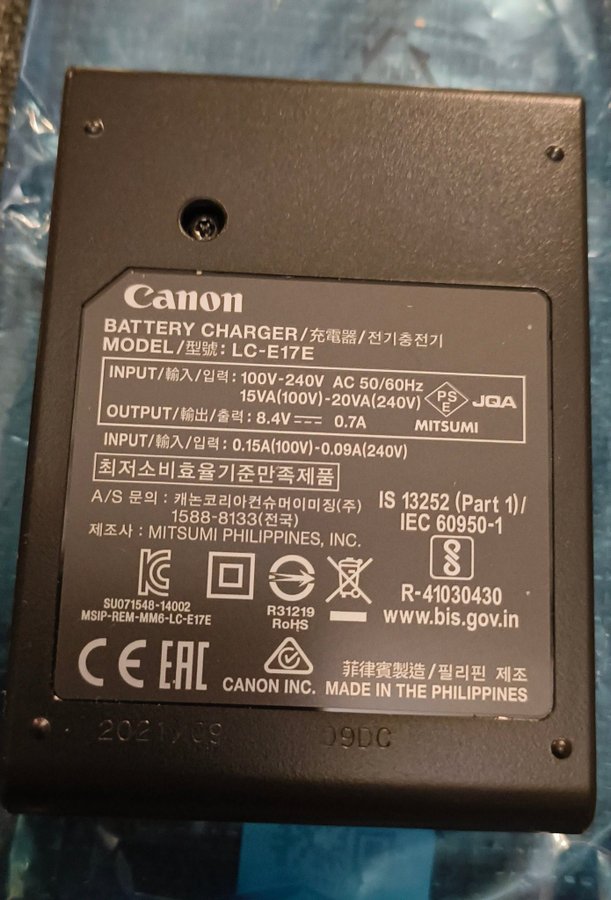 Canon
BATTERY CHARGER/充電器/전기충전기
MODEL/型號: LC-E17E
INPUT/輸入/입력: 100V-240V AC 50/60Hz
15VA(100V)-20VA(240V)
PS
E
JQA
OUTPUT/輸出/출력: 8.4V 0.7A
MITSUMI
INPUT/輸入/입력: 0.15A(100V)-0.09A(240V)
최저소비효율기준만족제품
A/S 문의 : 캐논코리아컨슈머이미징(주)
1588-8133(전국)
제조사 : MITSUMI PHILIPPINES, INC.
IS 13252 (Part 1)/
IEC 60950-1
R-41030430
www.bis.gov.in
SU071548-14002
MSIP-REM-MM6-LC-E17E
R31219
RoHS
CE EAC
CANON INC.
菲律賓製造/필리핀 제조
MADE IN THE PHILIPPINES
2021/09 09DC